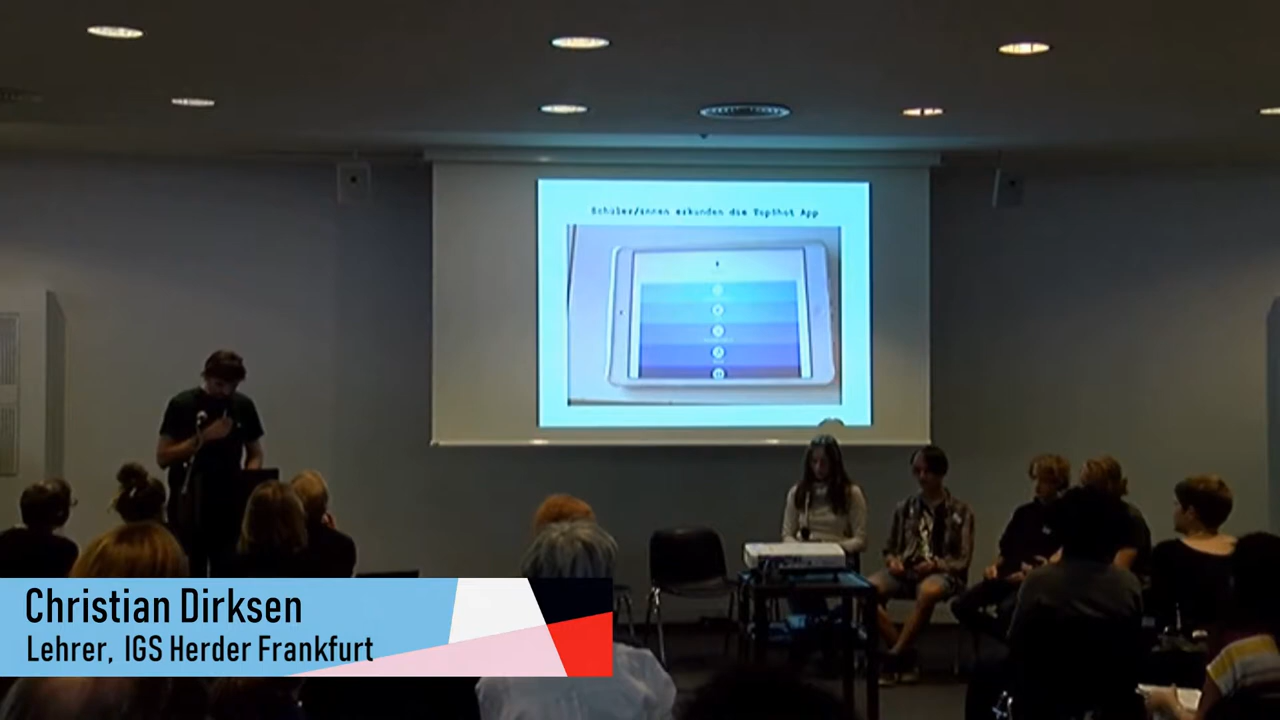 Schüler/innen erkunden die TopShot App
Christian Dirksen
Lehrer, IGS Herder Frankfurt